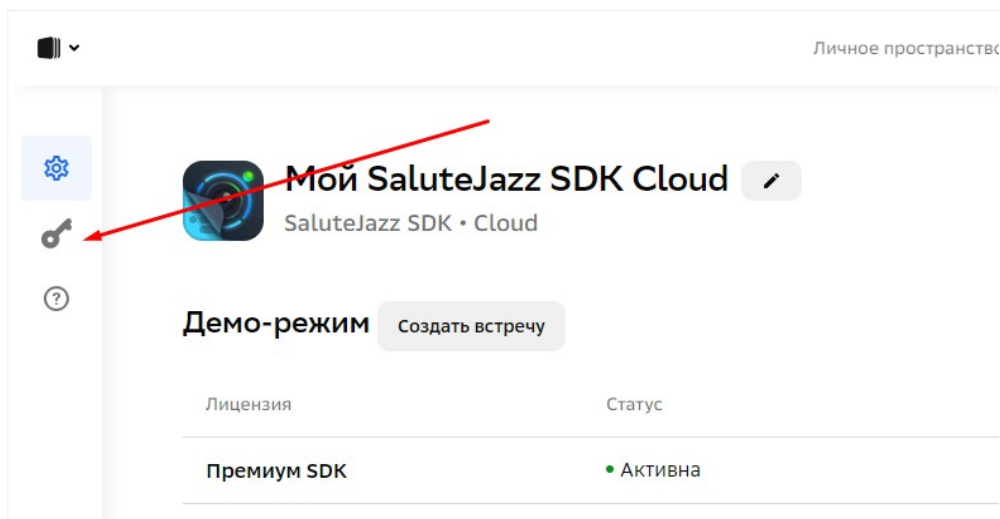 Личное пространство
Мой SaluteJazz SDK Cloud
SaluteJazz SDK • Cloud
Демо-режим Создать встречу
Лицензия Статус
Премиум SDK • Активна